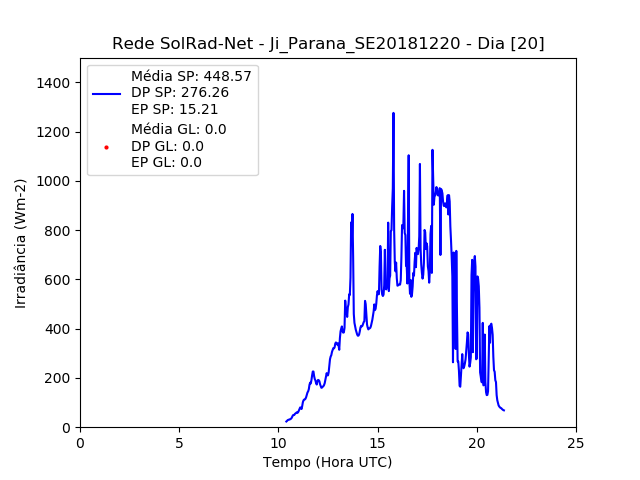 Rede SolRad-Net - Ji_Parana_SE20181220 - Dia [20]
Média SP: 448.57
DP SP: 276.26
EP SP: 15.21
Média GL: 0.0
DP GL: 0.0
EP GL: 0.0
Irradiância (Wm-2)
1400
1200
1000
800
600
400
200
0
0 5 10 15 20 25
Tempo (Hora UTC)